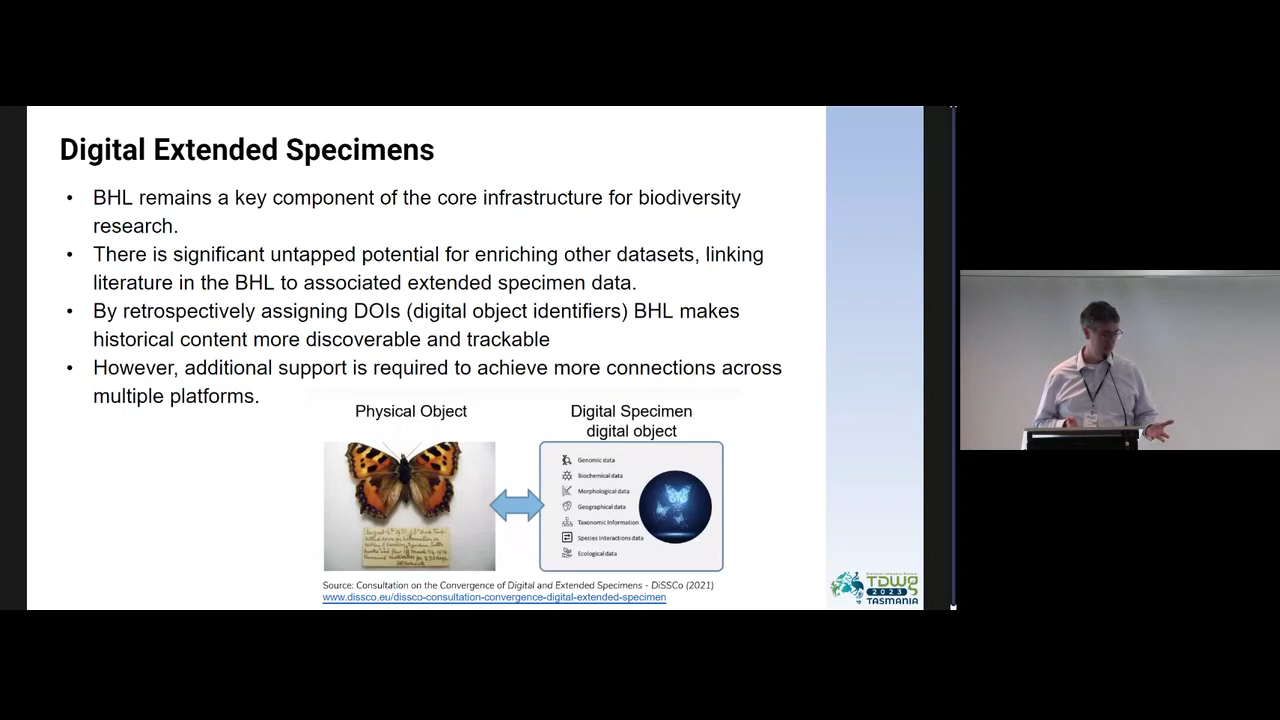 Digital Extended Specimens
• BHL remains a key component of the core infrastructure for biodiversity
research.
• There is significant untapped potential for enriching other datasets, linking
literature in the BHL to associated extended specimen data.
• By retrospectively assigning DOIs (digital object identifiers) BHL makes
historical content more discoverable and trackable
• However, additional support is required to achieve more connections across
multiple platforms.
Physical Object
Digital Specimen
digital object
Genomic data
Biochemical data
Morphological data
Geographical data
Taxonomic Information
Species Interactions data
Ecological data
Source: Consultation on the Convergence of Digital and Extended Specimens - DiSSCo (2021)
www.dissco.eu/dissco-consultation-convergence-digital-extended-specimen
TDWG
2023
TASMANIA